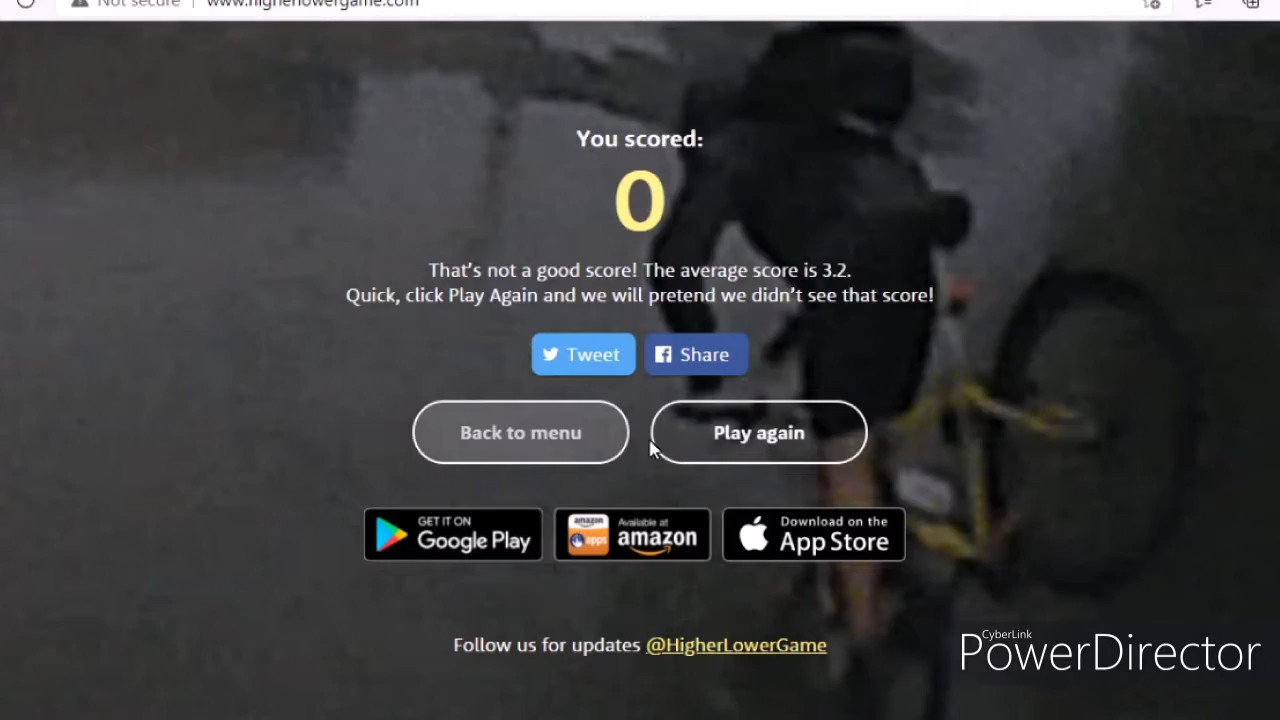 Not secure www.higherlowergame.com
You scored:
0
That's not a good score! The average score is 3.2.
Quick, click Play Again and we will pretend we didn't see that score!
Tweet Share
Back to menu Play again
GET IT ON
Google Play
amazon
apps
Available at
amazon
Download on the
App Store
Follow us for updates @HigherLowerGame
CyberLink
PowerDirector